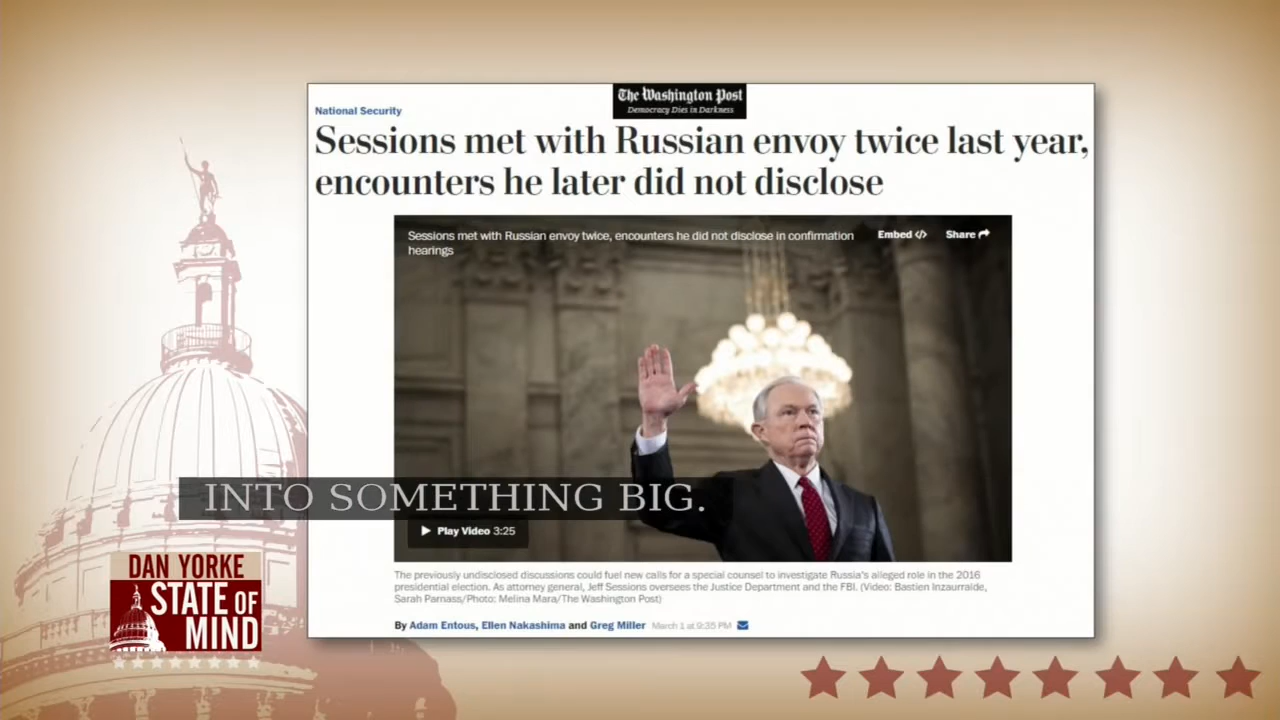 The Washington Post
Democracy Dies in Darkness
National Security
Sessions met with Russian envoy twice last year,
encounters he later did not disclose
Sessions met with Russian envoy twice, encounters he did not disclose in confirmation
hearings
Embed </>
Share
INTO SOMETHING BIG.
Play Video 3:25
The previously undisclosed discussions could fuel new calls for a special counsel to investigate Russia's alleged role in the 2016
presidential election. As attorney general, Jeff Sessions oversees the Justice Department and the FBI. (Video: Bastien Inzaurralde,
Sarah Parnass/Photo: Melina Mara/The Washington Post)
By Adam Entous, Ellen Nakashima and Greg Miller March 1 at 9:35 PM
DAN YORKE
STATE OF
MIND